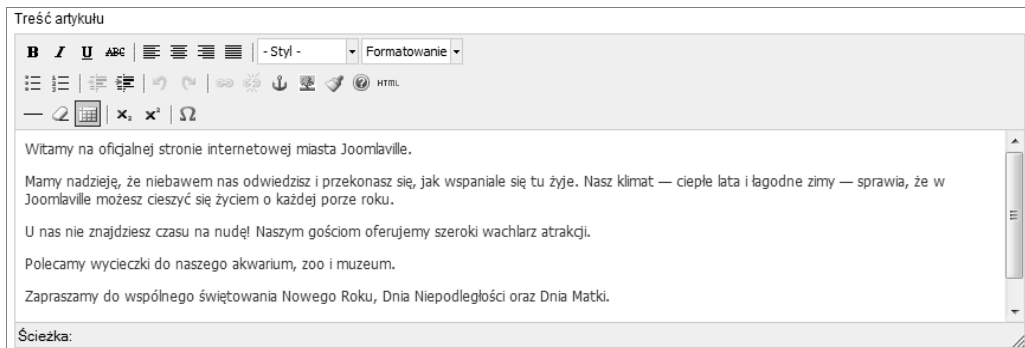 Treść artykułu
B I U ABC - Styl - Formatowanie
HTML
x₂ x² Ω
Witamy na oficjalnej stronie internetowej miasta Joomlaville.
Mamy nadzieję, że niebawem nas odwiedzisz i przekonasz się, jak wspaniale się tu żyje. Nasz klimat — ciepłe lata i łagodne zimy — sprawia, że w
Joomlaville możesz cieszyć się życiem o każdej porze roku.
U nas nie znajdziesz czasu na nudę! Naszym gościom oferujemy szeroki wachlarz atrakcji.
Polecamy wycieczki do naszego akwarium, zoo i muzeum.
Zapraszamy do wspólnego świętowania Nowego Roku, Dnia Niepodległości oraz Dnia Matki.
Ścieżka: